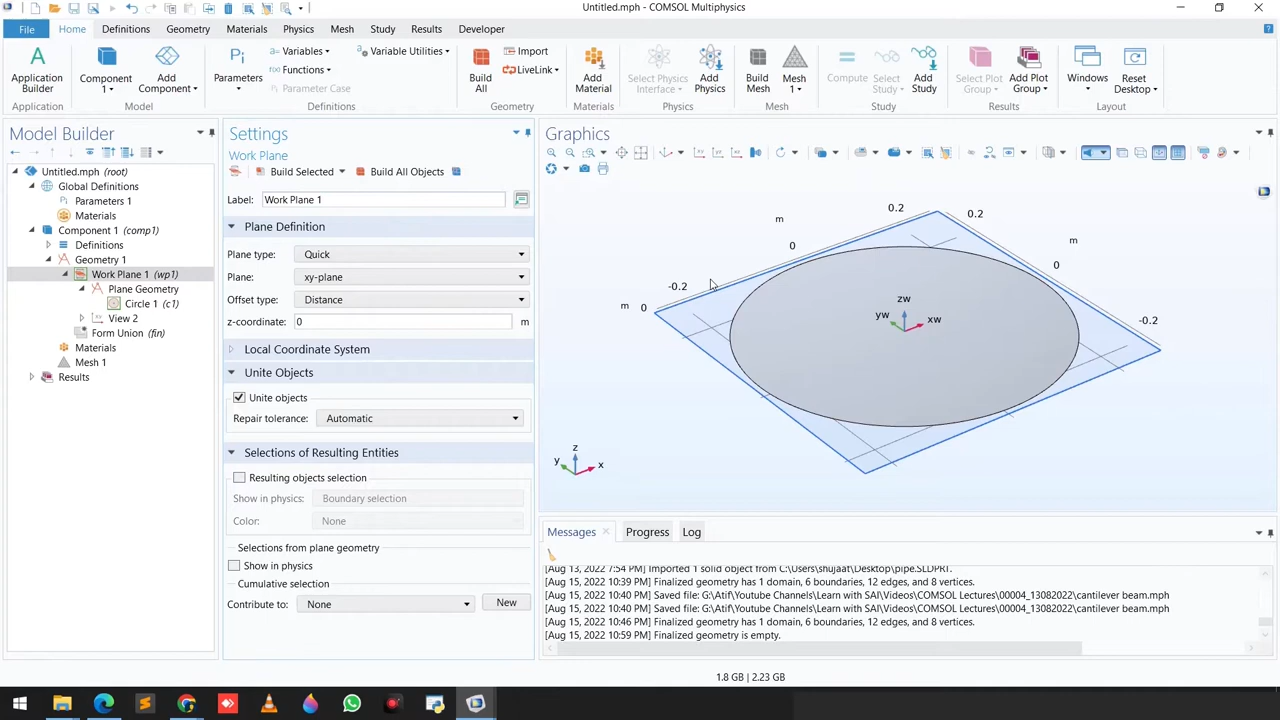 Untitled.mph - COMSOL Multiphysics
File Home Definitions Geometry Materials Physics Mesh Study Results Developer
Application Builder
Component 1
Add Component
Parameters
Variables
Functions
Parameter Case
Variable Utilities
Build All
Import
LiveLink
Add Material
Select Physics Interface
Add Physics
Build Mesh
Mesh 1
Compute
Select Study
Add Study
Select Plot Group
Add Plot Group
Windows
Reset Desktop
Application Model Definitions Geometry Materials Physics Mesh Study Results Layout
Model Builder
Untitled.mph (root)
Global Definitions
Pi Parameters 1
Materials
Component 1 (comp1)
Definitions
Geometry 1
Work Plane 1 (wp1)
Plane Geometry
Circle 1 (c1)
View 2
Form Union (fin)
Materials
Mesh 1
Results
Settings
Work Plane
Build Selected Build All Objects
Label: Work Plane 1
Plane Definition
Plane type: Quick
Plane: xy-plane
Offset type: Distance
z-coordinate: 0 m
Local Coordinate System
Unite Objects
Unite objects
Repair tolerance: Automatic
Selections of Resulting Entities
Resulting objects selection
Show in physics: Boundary selection
Color: None
Selections from plane geometry
Show in physics
Cumulative selection
Contribute to: None New
Graphics
0.2 0.2
m
m
0
0
-0.2
m 0
-0.2
zw
yw xw
z
y x
Messages Progress Log
[Aug 13, 2022 7:54 PM] Imported 1 solid object from C:\Users\shujaat\Desktop\pipe.SLDPRT.
[Aug 15, 2022 10:39 PM] Finalized geometry has 1 domain, 6 boundaries, 12 edges, and 8 vertices.
[Aug 15, 2022 10:40 PM] Saved file: G:\Atif\Youtube Channels\Learn with SAI\Videos\COMSOL Lectures\00004_13082022\cantilever beam.mph
[Aug 15, 2022 10:40 PM] Saved file: G:\Atif\Youtube Channels\Learn with SAI\Videos\COMSOL Lectures\00004_13082022\cantilever beam.mph
[Aug 15, 2022 10:46 PM] Finalized geometry has 1 domain, 6 boundaries, 12 edges, and 8 vertices.
[Aug 15, 2022 10:59 PM] Finalized geometry is empty.
1.8 GB | 2.23 GB